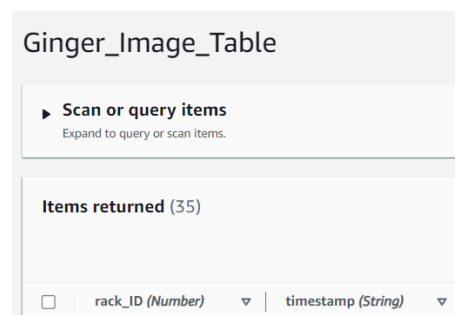 Ginger_Image_Table
Scan or query items
Expand to query or scan items.
Items returned (35)
rack_ID (Number) timestamp (String)